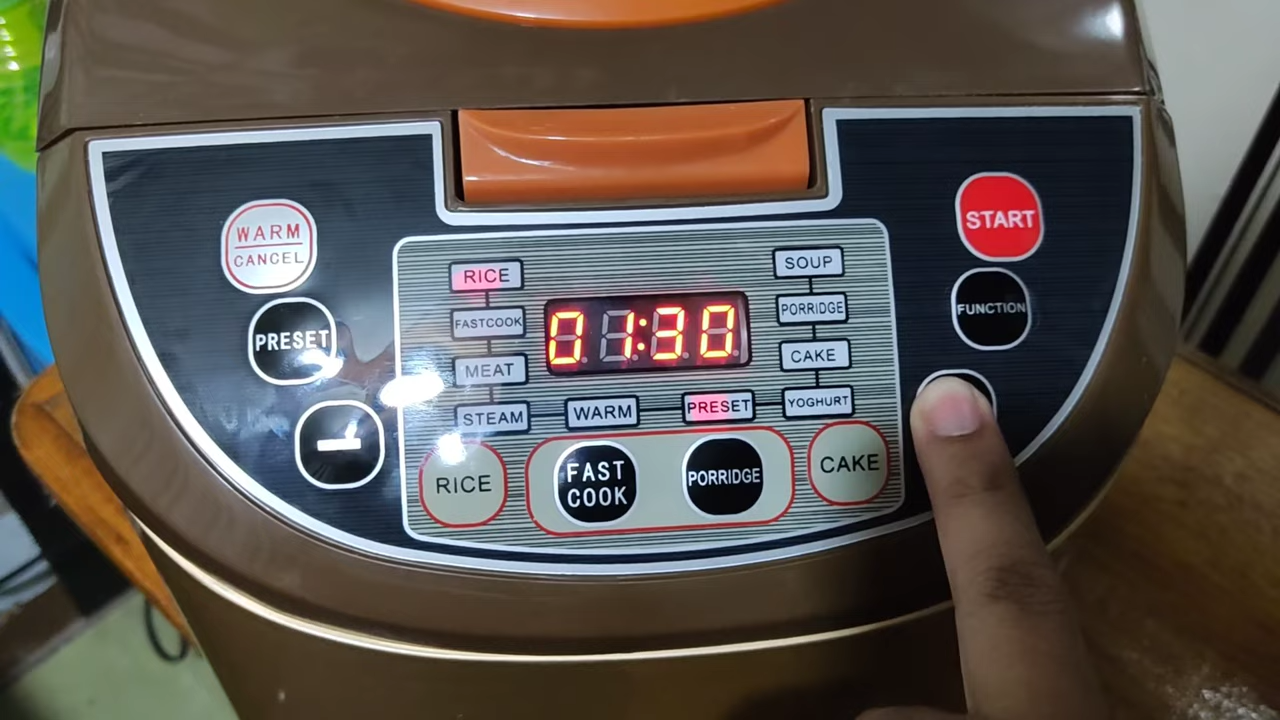 WARM
CANCEL
PRESET
RICE
FASTCOOK
MEAT
STEAM
WARM
PRESET
01:30
SOUP
PORRIDGE
CAKE
YOGHURT
RICE
FAST
COOK
PORRIDGE
CAKE
START
FUNCTION